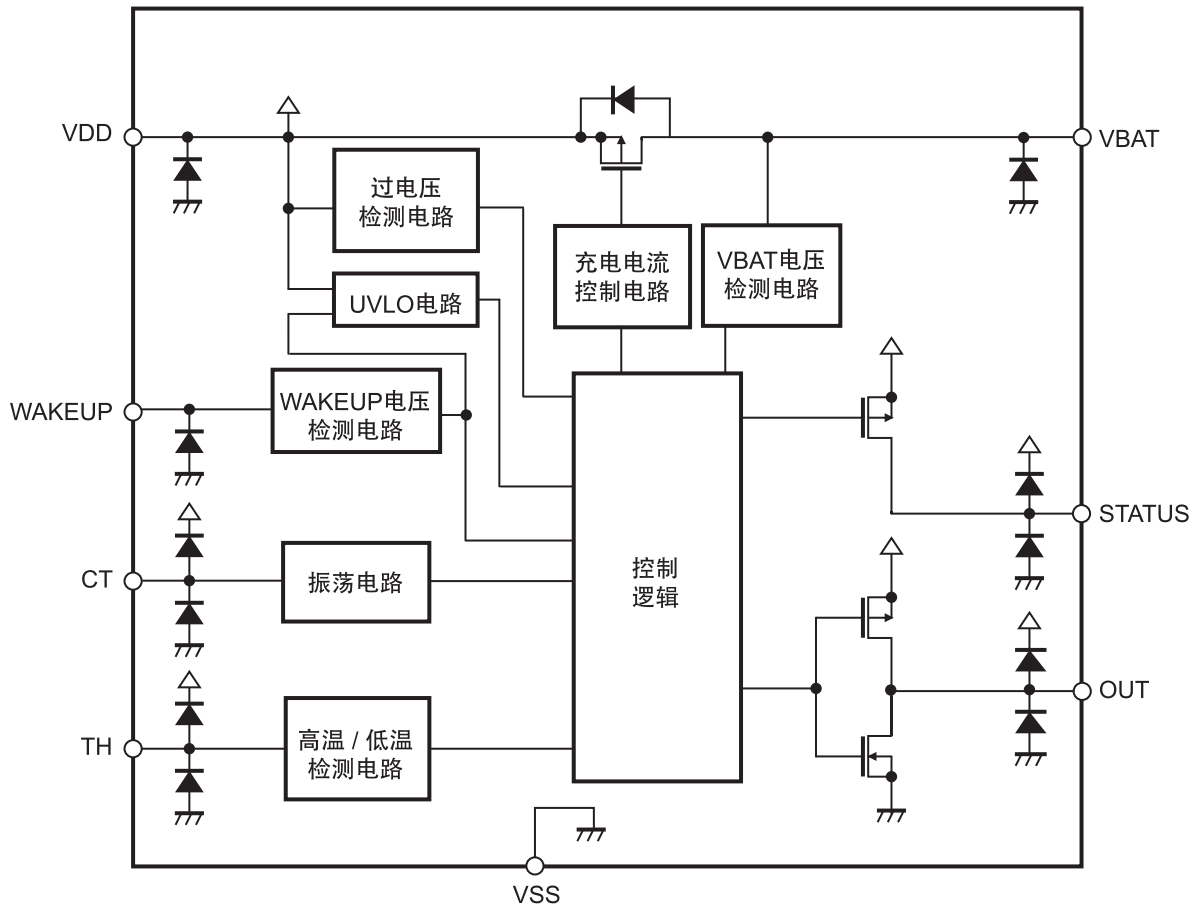 VDD
VBAT
过电压
检测电路
充电电流
控制电路
VBAT电压
检测电路
UVLO电路
WAKEUP
WAKEUP电压
检测电路
STATUS
CT
振荡电路
控制
逻辑
OUT
TH
高温 / 低温
检测电路
VSS